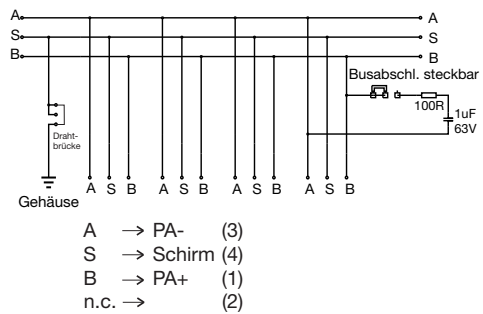 A A
S S
B B
Busabschl. steckbar
100R
1uF
63V
Draht-
brücke
Gehäuse
A S B A S B A S B A S B
A → PA- (3)
S → Schirm (4)
B → PA+ (1)
n.c. → (2)